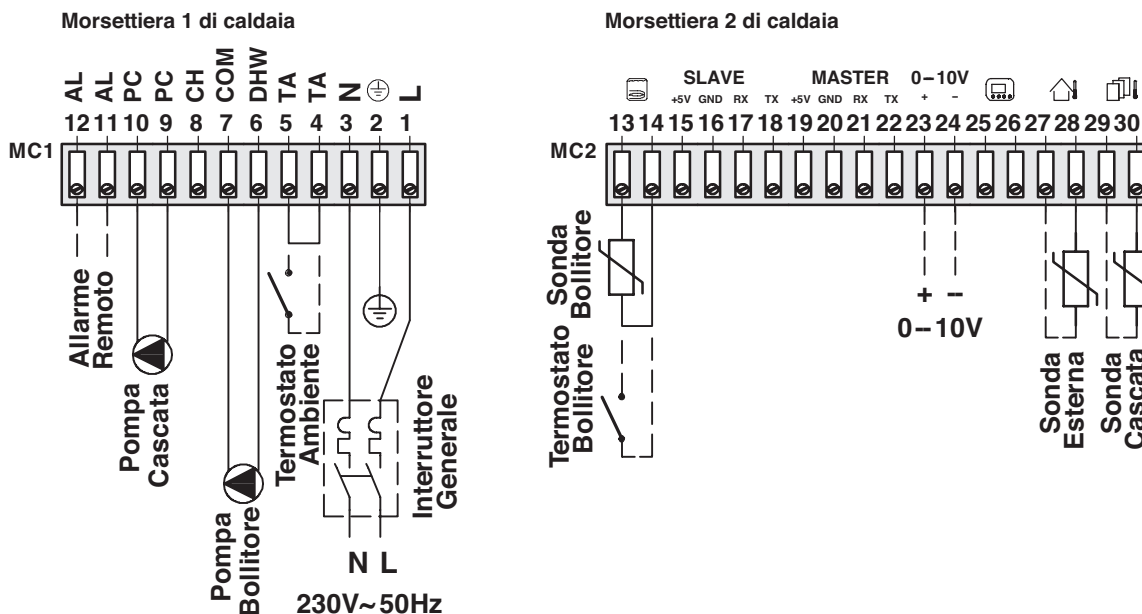 Morsettiera 1 di caldaia
AL AL PC PC CH COM DHW TA TA N L
12 11 10 9 8 7 6 5 4 3 2 1
MC1
Allarme
Remoto
Pompa
Cascata
Pompa
Bollitore
Termostato
Ambiente
Interruttore
Generale
N L
230V~50Hz
Morsettiera 2 di caldaia
SLAVE MASTER 0–10V
+5V GND RX TX +5V GND RX TX + –
13 14 15 16 17 18 19 20 21 22 23 24 25 26 27 28 29 30
MC2
Sonda
Bollitore
Termostato
Bollitore
+ –
0–10V
Sonda
Esterna
Sonda
Cascata